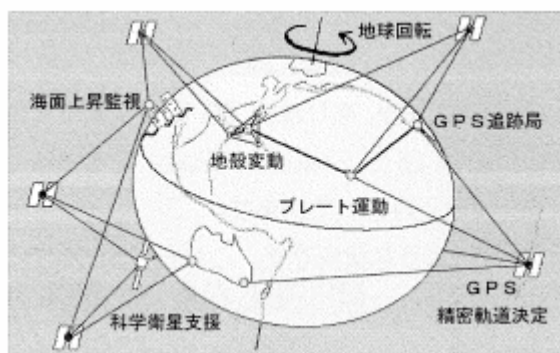 地球回転
海面上昇監視
GPS追跡局
地殻変動
プレート運動
GPS
科学衛星支援
精密軌道決定